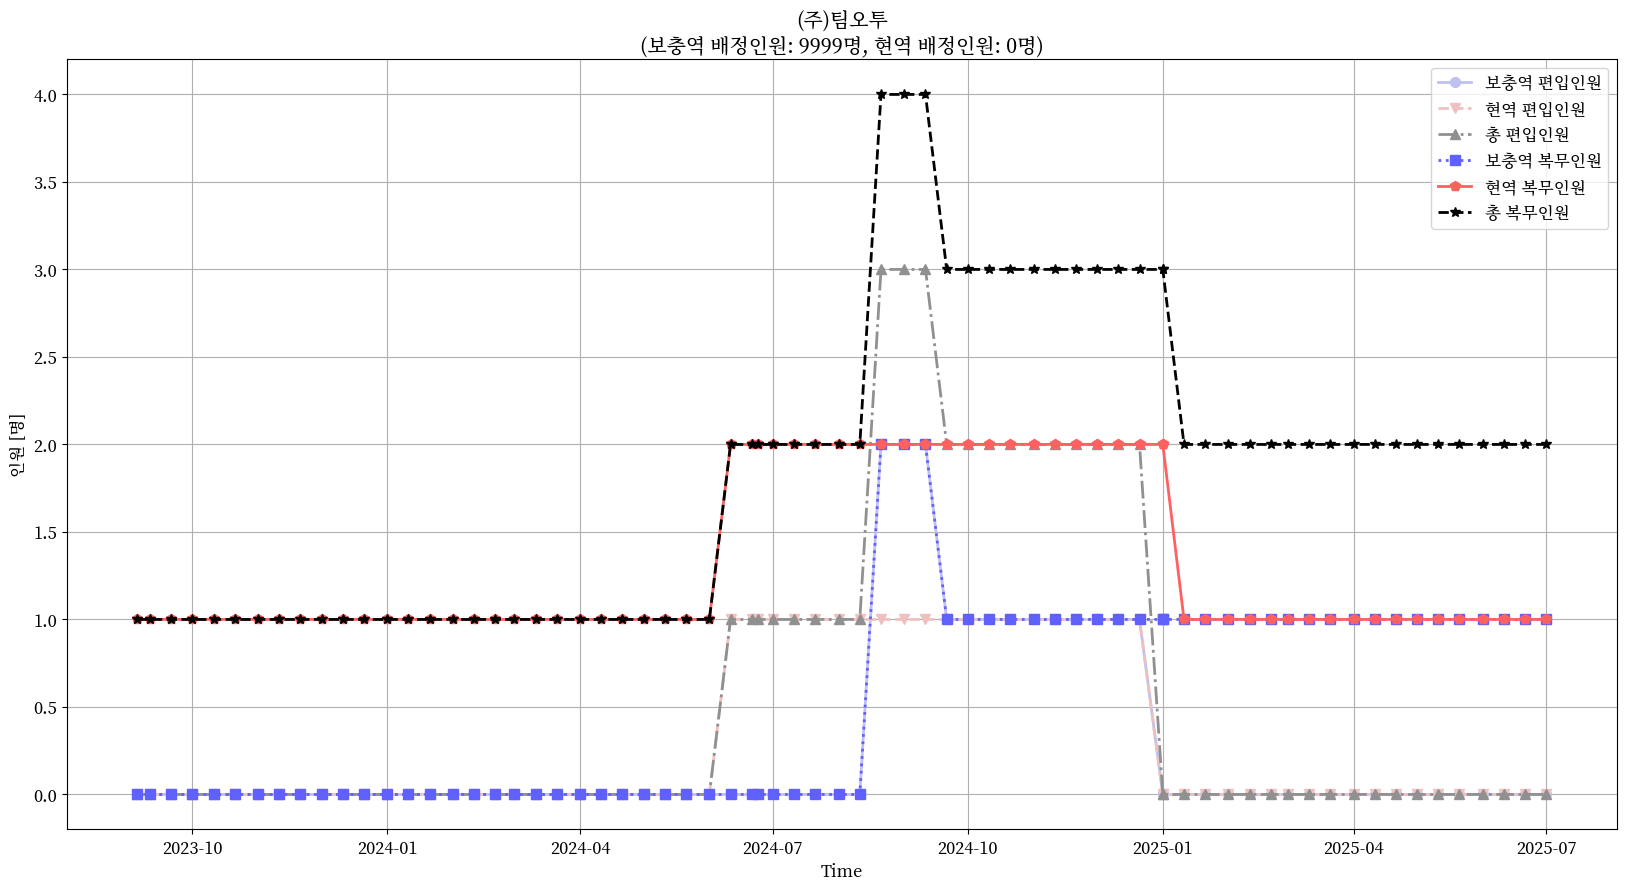 (주)팀오투
(보충역 배정인원: 9999명, 현역 배정인원: 0명)
보충역 편입인원
현역 편입인원
총 편입인원
보충역 복무인원
현역 복무인원
총 복무인원
인원 [명]
4.0
3.5
3.0
2.5
2.0
1.5
1.0
0.5
0.0
2023-10
2024-01
2024-04
2024-07
2024-10
2025-01
2025-04
2025-07
Time